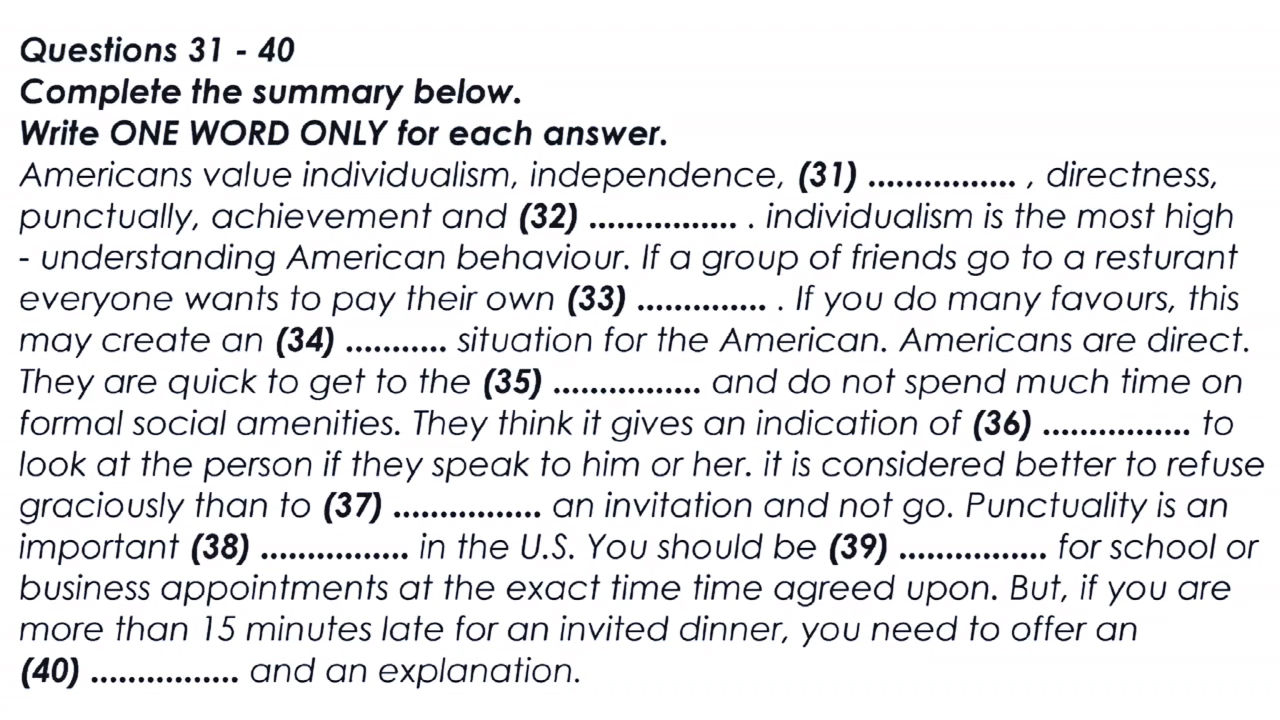 Questions 31 - 40
Complete the summary below.
Write ONE WORD ONLY for each answer.
Americans value individualism, independence, (31) ................ , directness,
punctually, achievement and (32) ................ . individualism is the most high
- understanding American behaviour. If a group of friends go to a resturant
everyone wants to pay their own (33) .............. . If you do many favours, this
may create an (34) ........... situation for the American. Americans are direct.
They are quick to get to the (35) ................ and do not spend much time on
formal social amenities. They think it gives an indication of (36) ................ to
look at the person if they speak to him or her. it is considered better to refuse
graciously than to (37) ................ an invitation and not go. Punctuality is an
important (38) ................ in the U.S. You should be (39) ................ for school or
business appointments at the exact time time agreed upon. But, if you are
more than 15 minutes late for an invited dinner, you need to offer an
(40) ................ and an explanation.